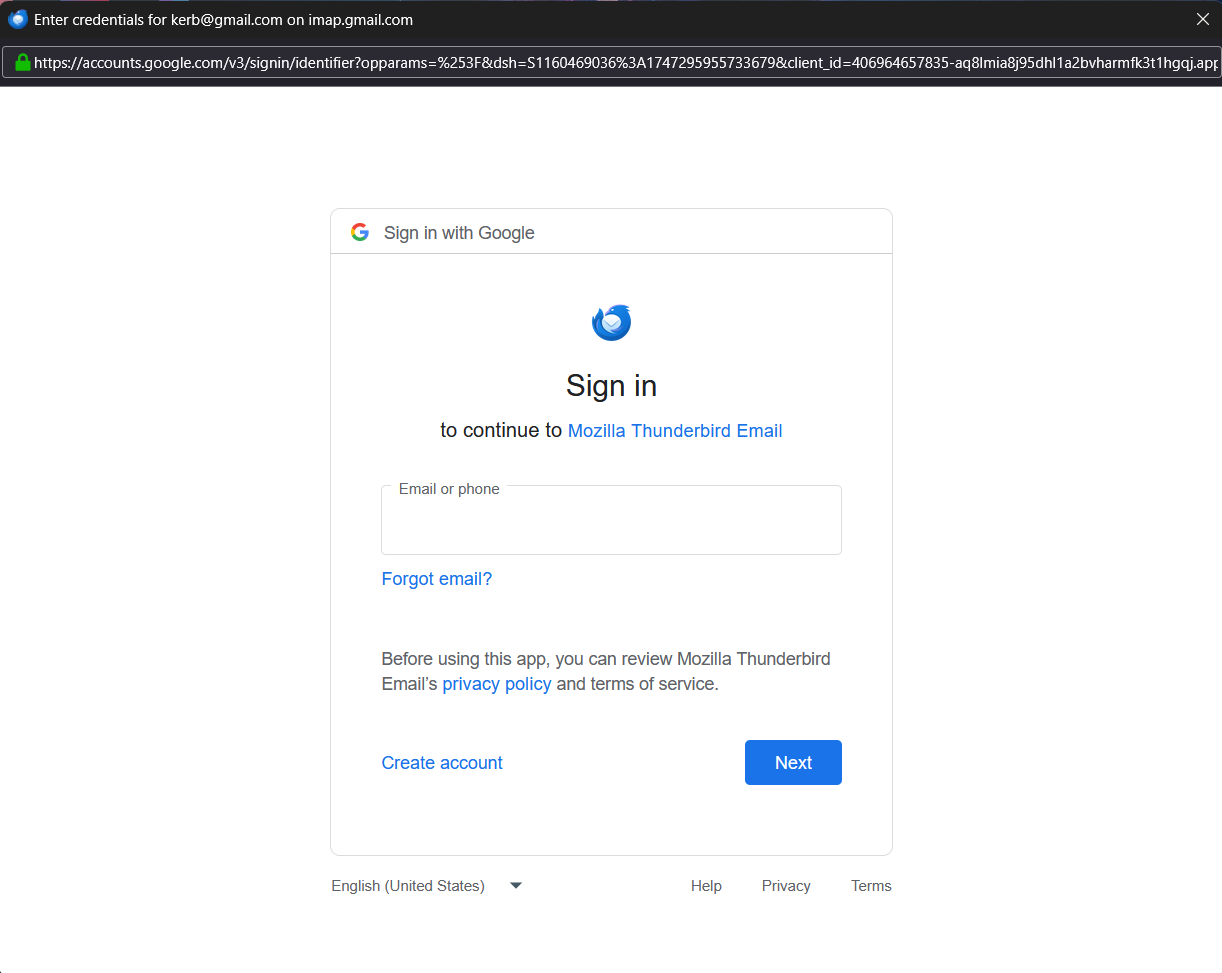 Enter credentials for kerb@gmail.com on imap.gmail.com
https://accounts.google.com/v3/signin/identifier?opparams=%253F&dsh=S1160469036%3A1747295955733679&client_id=406964657835-aq8lmia8j95dhl1a2bvharmfk3t1hgqj.app
Sign in with Google
Sign in
to continue to Mozilla Thunderbird Email
Email or phone
Forgot email?
Before using this app, you can review Mozilla Thunderbird
Email’s privacy policy and terms of service.
Create account
Next
English (United States)
Help
Privacy
Terms